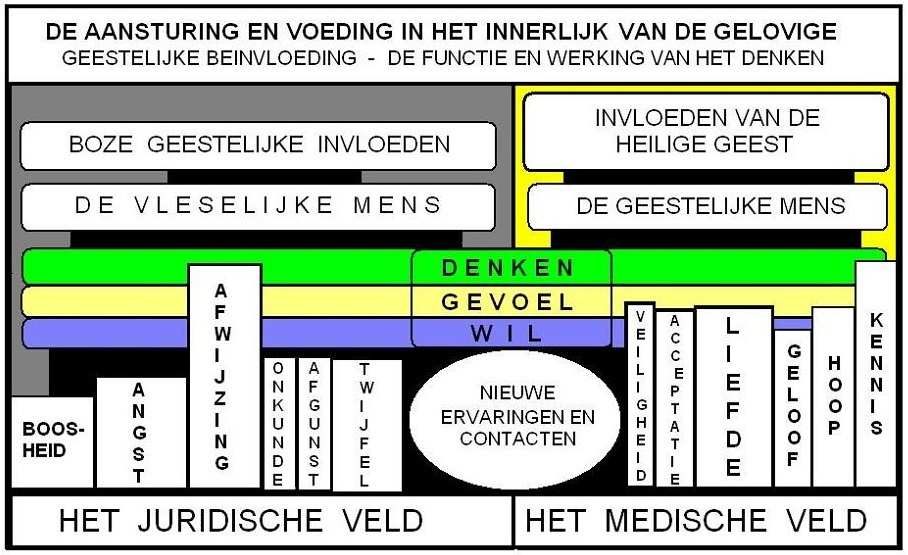 DE AANSTURING EN VOEDING IN HET INNERLIJK VAN DE GELOVIGE
GEESTELIJKE BEINVLOEDING - DE FUNCTIE EN WERKING VAN HET DENKEN
BOZE GEESTELIJKE INVLOEDEN
INVLOEDEN VAN DE
HEILIGE GEEST
DE VLESELIJKE MENS
DE GEESTELIJKE MENS
DENKEN
GEVOEL
WIL
BOOS-
HEID
ANGST
AFWIJZING
ONKUNDE
AFGUNST
TWIJFEL
NIEUWE
ERVARINGEN EN
CONTACTEN
VEILIGHEID
ACCEPTATIE
LIEFDE
GELOOF
HOOP
KENNIS
HET JURIDISCHE VELD
HET MEDISCHE VELD